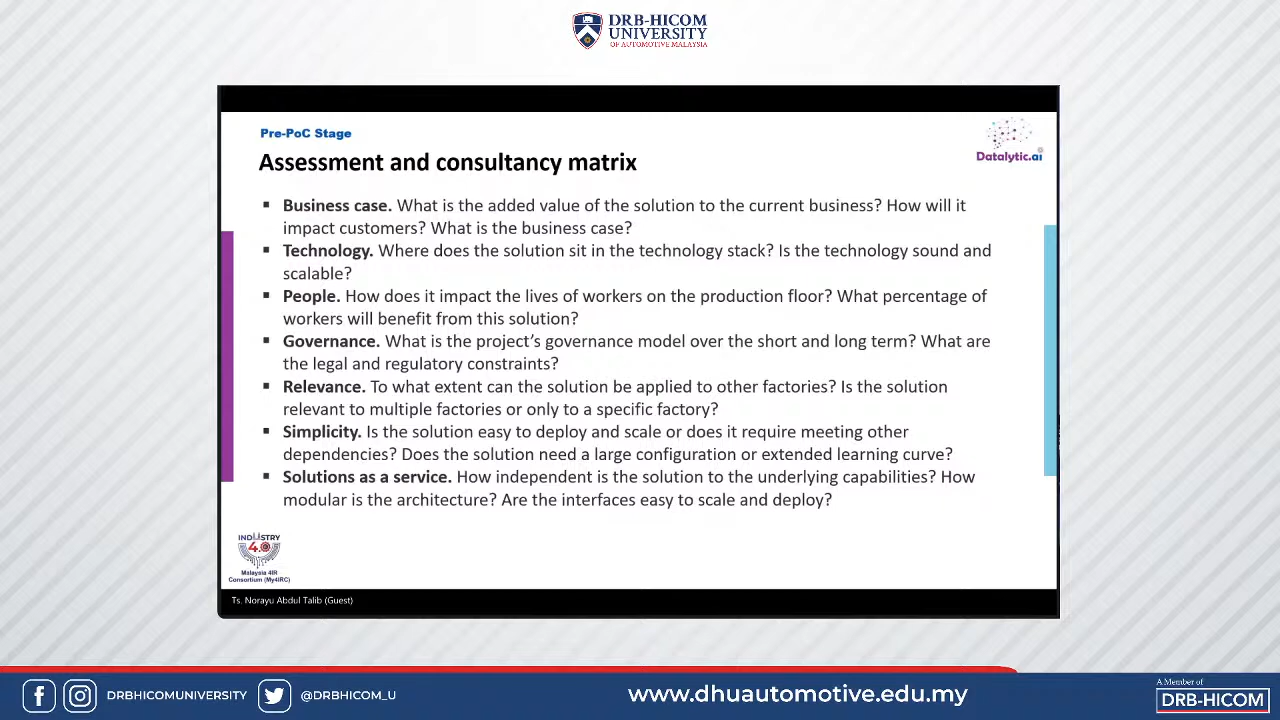 DRB-HICOM
UNIVERSITY
OF AUTOMOTIVE MALAYSIA
Pre-PoC Stage
Datalytic.ai
Assessment and consultancy matrix
▪ Business case. What is the added value of the solution to the current business? How will it
impact customers? What is the business case?
▪ Technology. Where does the solution sit in the technology stack? Is the technology sound and
scalable?
▪ People. How does it impact the lives of workers on the production floor? What percentage of
workers will benefit from this solution?
▪ Governance. What is the project’s governance model over the short and long term? What are
the legal and regulatory constraints?
▪ Relevance. To what extent can the solution be applied to other factories? Is the solution
relevant to multiple factories or only to a specific factory?
▪ Simplicity. Is the solution easy to deploy and scale or does it require meeting other
dependencies? Does the solution need a large configuration or extended learning curve?
▪ Solutions as a service. How independent is the solution to the underlying capabilities? How
modular is the architecture? Are the interfaces easy to scale and deploy?
INDUSTRY
4.0
Malaysia 4IR
Consortium (My4IRC)
Ts. Norayu Abdul Talib (Guest)
DRBHICOMUNIVERSITY
@DRBHICOM_U
www.dhuautomotive.edu.my
A Member of
DRB-HICOM